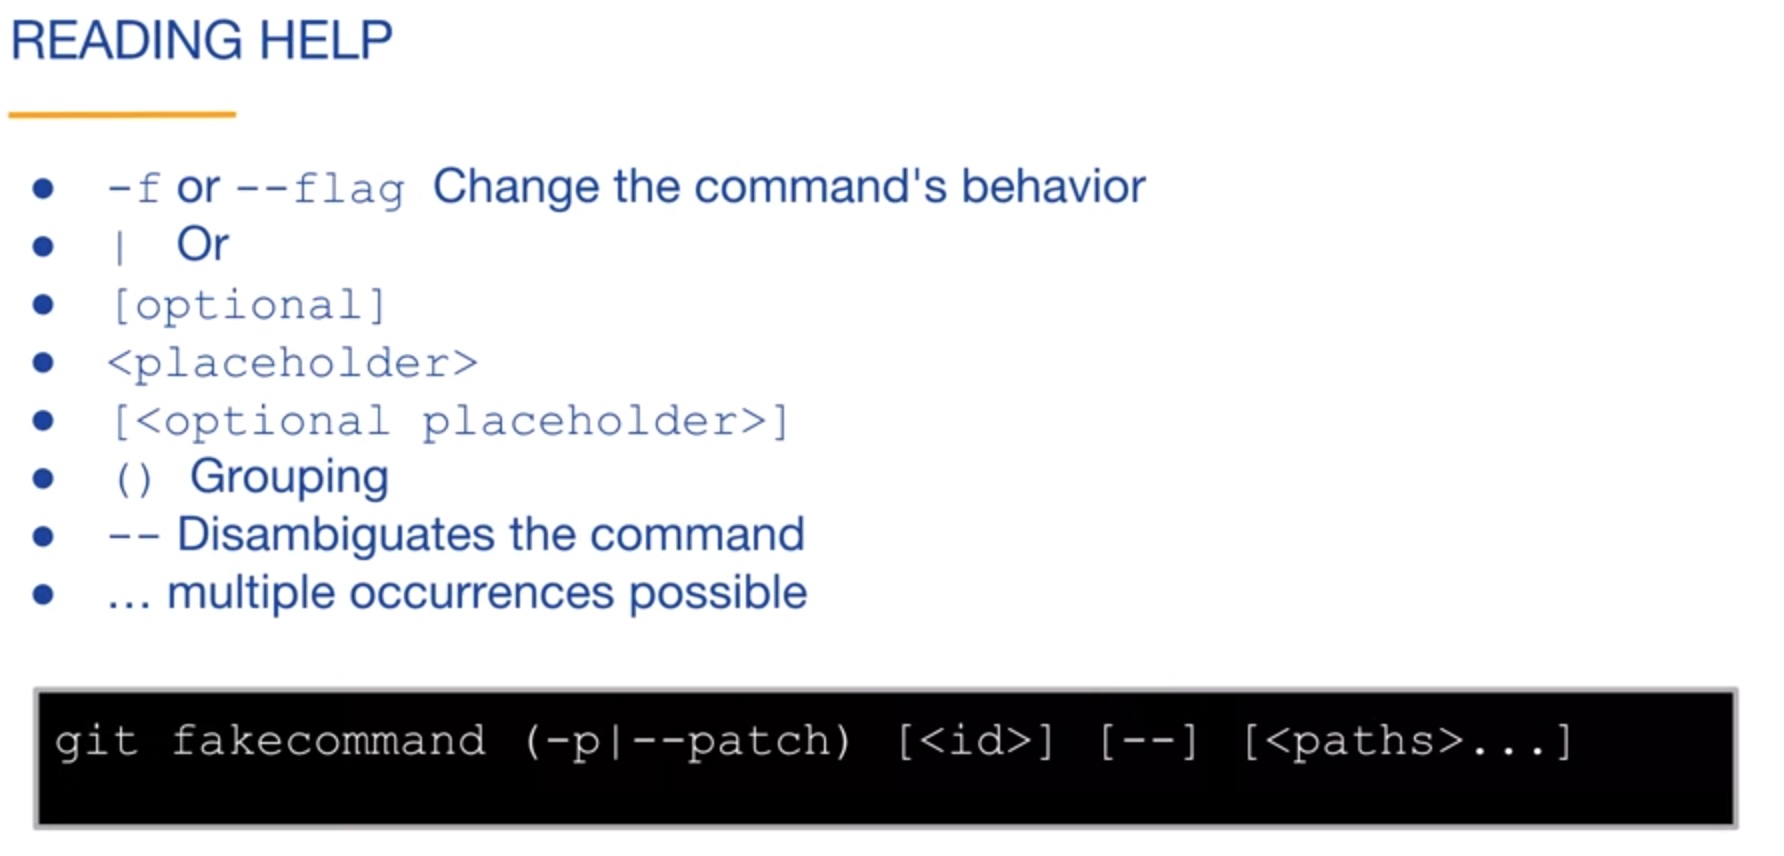 READING HELP
● -f or --flag Change the command's behavior
● | Or
● [optional]
● <placeholder>
● [<optional placeholder>]
● () Grouping
● -- Disambiguates the command
● ... multiple occurrences possible
git fakecommand (-p|--patch) [<id>] [--] [<paths>...]